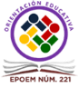 ORIENTACIÓN EDUCATIVA
EPOEM NÚM. 221